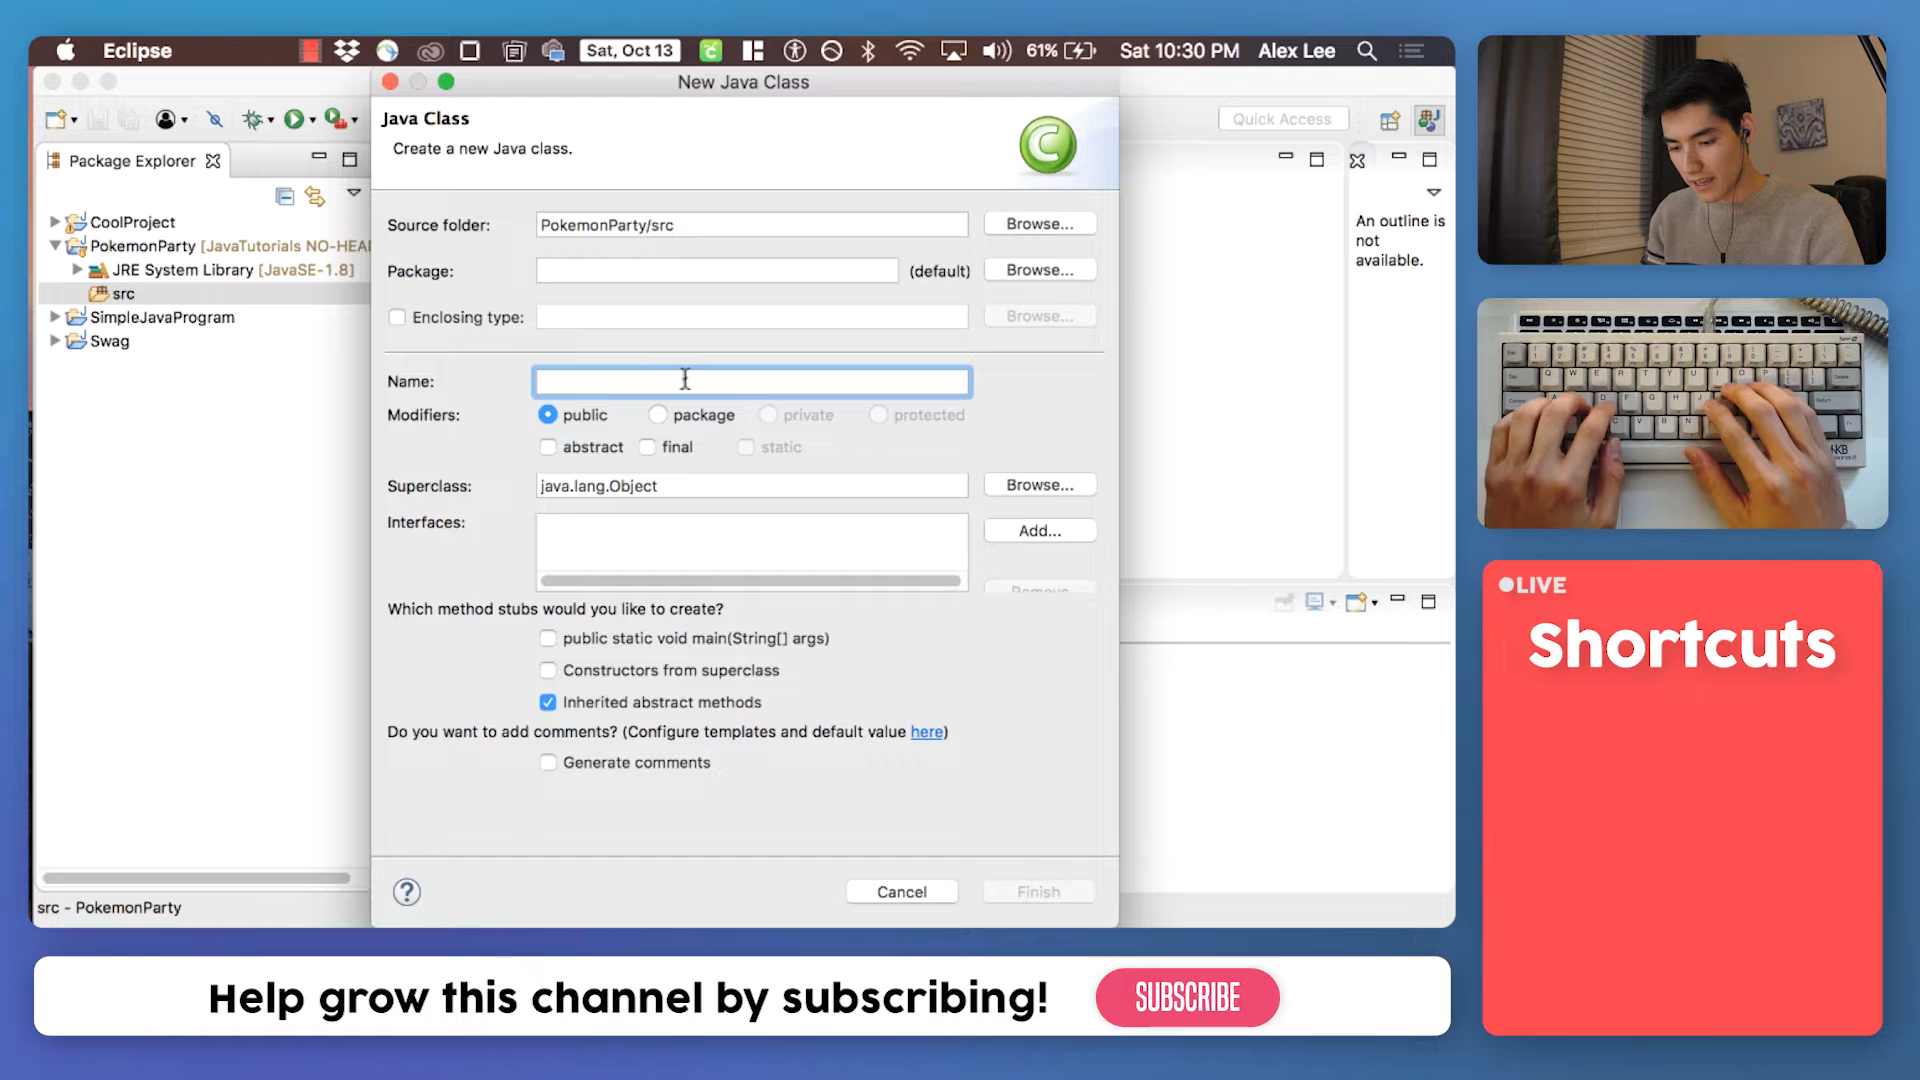 Eclipse
Sat, Oct 13
61%
Sat 10:30 PM
Alex Lee
New Java Class
Java Class
Create a new Java class.
Quick Access
Package Explorer
CoolProject
PokemonParty [JavaTutorials NO-HEA
JRE System Library [JavaSE-1.8]
src
SimpleJavaProgram
Swag
Source folder:
PokemonParty/src
Browse...
Package:
(default)
Browse...
Enclosing type:
Browse...
Name:
Modifiers:
public
package
private
protected
abstract
final
static
Superclass:
java.lang.Object
Browse...
Interfaces:
Add...
Remove
Which method stubs would you like to create?
public static void main(String[] args)
Constructors from superclass
Inherited abstract methods
Do you want to add comments? (Configure templates and default value here)
Generate comments
Cancel
Finish
src - PokemonParty
An outline is
not
available.
LIVE
Shortcuts
Help grow this channel by subscribing!
SUBSCRIBE